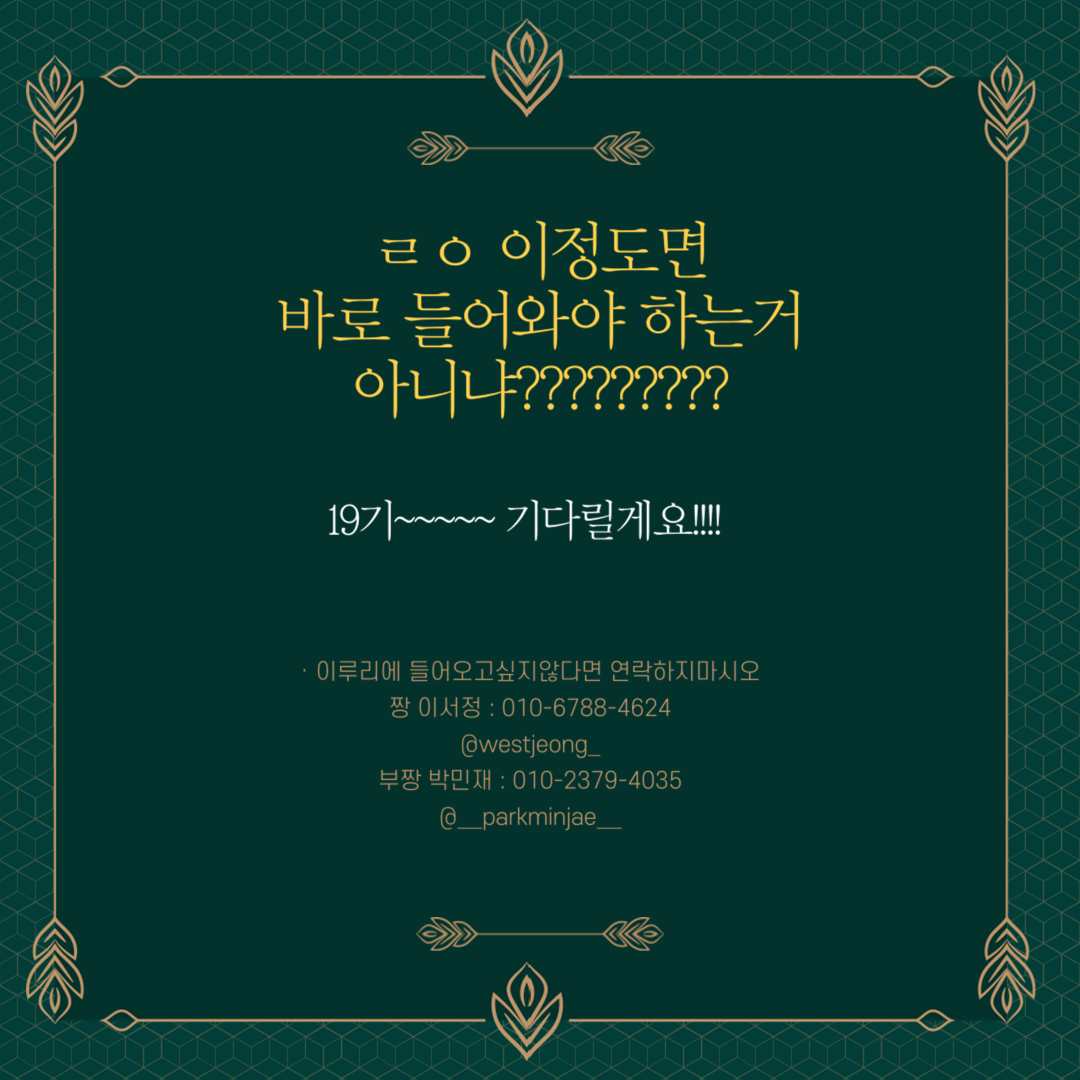 ㄹㅇ 이정도면
바로 들어와야 하는거
아니냐?????????
19기~~~~~ 기다릴게요!!!!
· 이루리에 들어오고싶지않다면 연락하지마시오
짱 이서정 : 010-6788-4624
@westjeong_
부짱 박민재 : 010-2379-4035
@__parkminjae__